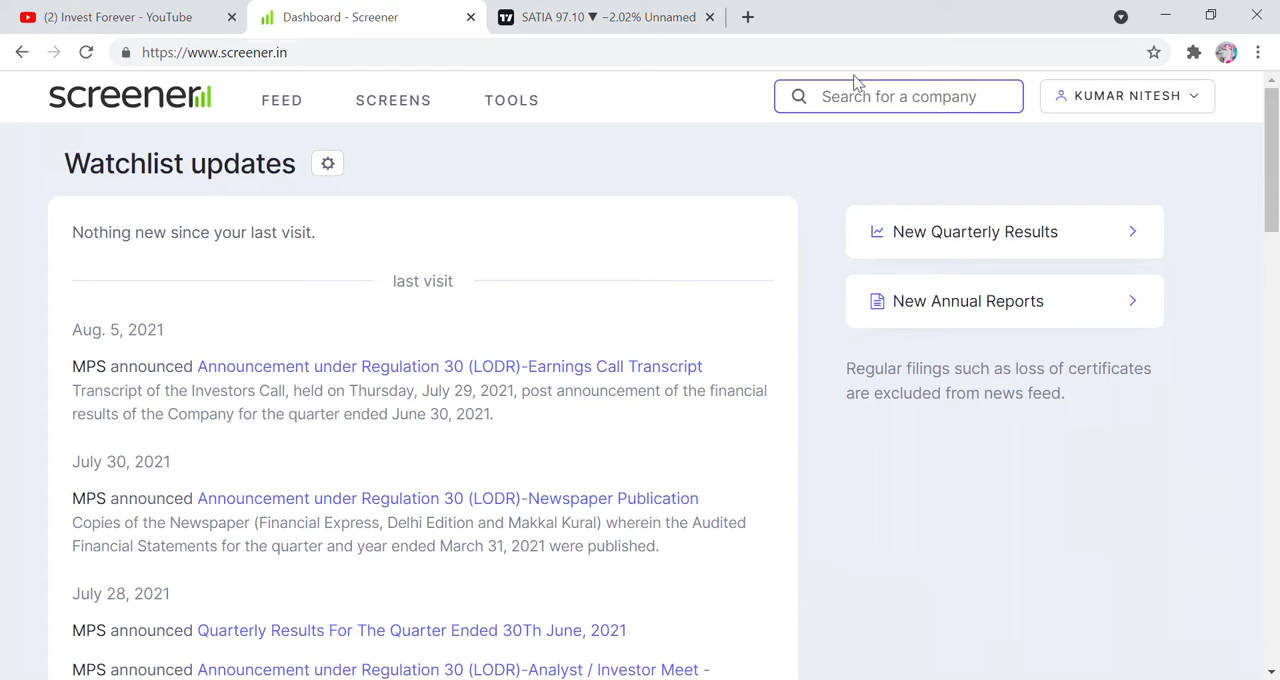 (2) Invest Forever - YouTube
Dashboard - Screener
SATIA 97.10 ▼ −2.02% Unnamed
https://www.screener.in
screener
FEED
SCREENS
TOOLS
Search for a company
KUMAR NITESH
Watchlist updates
Nothing new since your last visit.
last visit
Aug. 5, 2021
MPS announced Announcement under Regulation 30 (LODR)-Earnings Call Transcript
Transcript of the Investors Call, held on Thursday, July 29, 2021, post announcement of the financial
results of the Company for the quarter ended June 30, 2021.
July 30, 2021
MPS announced Announcement under Regulation 30 (LODR)-Newspaper Publication
Copies of the Newspaper (Financial Express, Delhi Edition and Makkal Kural) wherein the Audited
Financial Statements for the quarter and year ended March 31, 2021 were published.
July 28, 2021
MPS announced Quarterly Results For The Quarter Ended 30Th June, 2021
MPS announced Announcement under Regulation 30 (LODR)-Analyst / Investor Meet -
New Quarterly Results
New Annual Reports
Regular filings such as loss of certificates
are excluded from news feed.